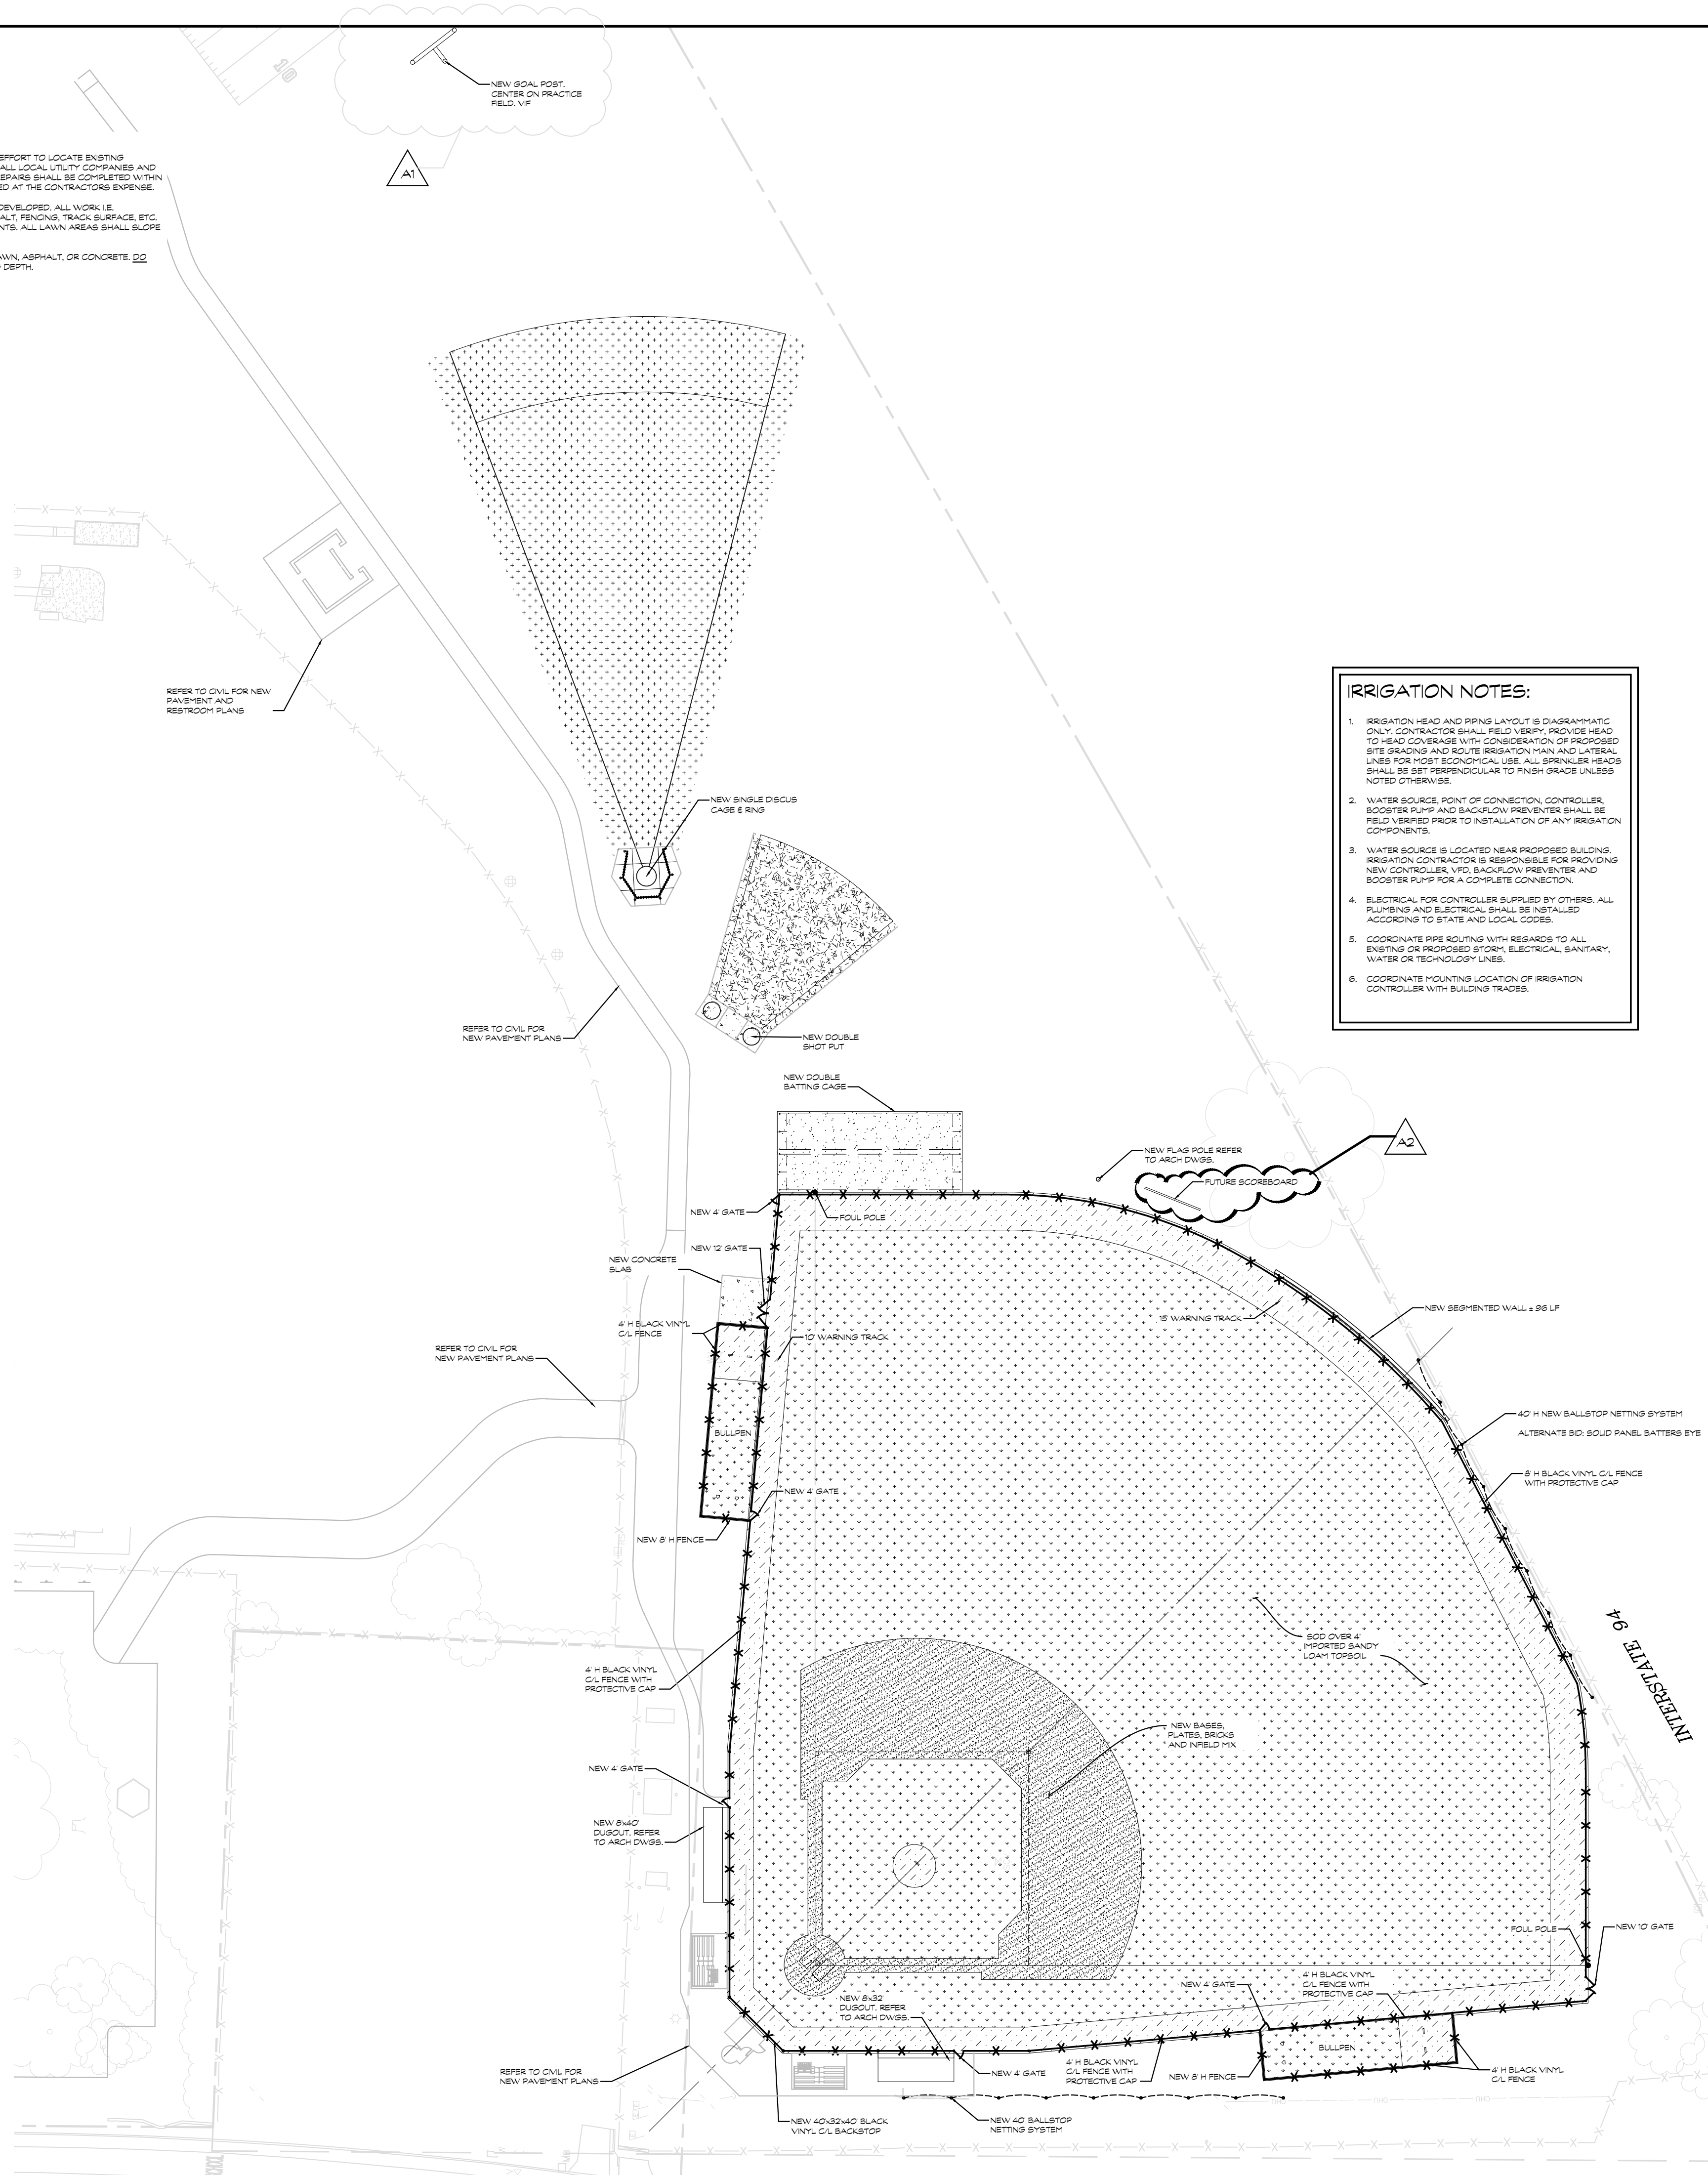 10
NEW GOAL POST.
CENTER ON PRACTICE
FIELD. VIF
A1
EFFORT TO LOCATE EXISTING
ALL LOCAL UTILITY COMPANIES AND
EPAIRS SHALL BE COMPLETED WITHIN
ED AT THE CONTRACTORS EXPENSE.
DEVELOPED. ALL WORK I.E.
ALT, FENCING, TRACK SURFACE, ETC.
NTS. ALL LAWN AREAS SHALL SLOPE
AWN, ASPHALT, OR CONCRETE. DO
DEPTH.
REFER TO CIVIL FOR NEW
PAVEMENT AND
RESTROOM PLANS
IRRIGATION NOTES:
1. IRRIGATION HEAD AND PIPING LAYOUT IS DIAGRAMMATIC
ONLY. CONTRACTOR SHALL FIELD VERIFY, PROVIDE HEAD
TO HEAD COVERAGE WITH CONSIDERATION OF PROPOSED
SITE GRADING AND ROUTE IRRIGATION MAIN AND LATERAL
LINES FOR MOST ECONOMICAL USE. ALL SPRINKLER HEADS
SHALL BE SET PERPENDICULAR TO FINISH GRADE UNLESS
NOTED OTHERWISE.
2. WATER SOURCE, POINT OF CONNECTION, CONTROLLER,
BOOSTER PUMP AND BACKFLOW PREVENTER SHALL BE
FIELD VERIFIED PRIOR TO INSTALLATION OF ANY IRRIGATION
COMPONENTS.
3. WATER SOURCE IS LOCATED NEAR PROPOSED BUILDING.
IRRIGATION CONTRACTOR IS RESPONSIBLE FOR PROVIDING
NEW CONTROLLER, VFD, BACKFLOW PREVENTER AND
BOOSTER PUMP FOR A COMPLETE CONNECTION.
4. ELECTRICAL FOR CONTROLLER SUPPLIED BY OTHERS. ALL
PLUMBING AND ELECTRICAL SHALL BE INSTALLED
ACCORDING TO STATE AND LOCAL CODES.
5. COORDINATE PIPE ROUTING WITH REGARDS TO ALL
EXISTING OR PROPOSED STORM, ELECTRICAL, SANITARY,
WATER OR TECHNOLOGY LINES.
6. COORDINATE MOUNTING LOCATION OF IRRIGATION
CONTROLLER WITH BUILDING TRADES.
NEW SINGLE DISCUS
CAGE & RING
REFER TO CIVIL FOR
NEW PAVEMENT PLANS
NEW DOUBLE
SHOT PUT
NEW DOUBLE
BATTING CAGE
A2
NEW FLAG POLE REFER
TO ARCH DWGS.
FUTURE SCOREBOARD
NEW 4' GATE
FOUL POLE
NEW 12' GATE
NEW CONCRETE
SLAB
NEW SEGMENTED WALL ± 96 LF
15' WARNING TRACK
4' H BLACK VINYL
C/L FENCE
10' WARNING TRACK
REFER TO CIVIL FOR
NEW PAVEMENT PLANS
40' H NEW BALLSTOP NETTING SYSTEM
ALTERNATE BID: SOLID PANEL BATTERS EYE
BULLPEN
8' H BLACK VINYL C/L FENCE
WITH PROTECTIVE CAP
NEW 4' GATE
NEW 8' H FENCE
INTERSTATE 94
SOD OVER 4"
IMPORTED SANDY
LOAM TOPSOIL
4' H BLACK VINYL
C/L FENCE WITH
PROTECTIVE CAP
NEW BASES,
PLATES, BRICKS
AND INFIELD MIX
NEW 4' GATE
NEW 8'x40'
DUGOUT. REFER
TO ARCH DWGS.
FOUL POLE
NEW 10' GATE
4' H BLACK VINYL
C/L FENCE WITH
PROTECTIVE CAP
NEW 4' GATE
NEW 8'x32'
DUGOUT. REFER
TO ARCH DWGS.
BULLPEN
REFER TO CIVIL FOR
NEW PAVEMENT PLANS
NEW 4' GATE
4' H BLACK VINYL
C/L FENCE WITH
PROTECTIVE CAP
NEW 8' H FENCE
4' H BLACK VINYL
C/L FENCE
NEW 40'x32'x40' BLACK
VINYL C/L BACKSTOP
NEW 40' BALLSTOP
NETTING SYSTEM